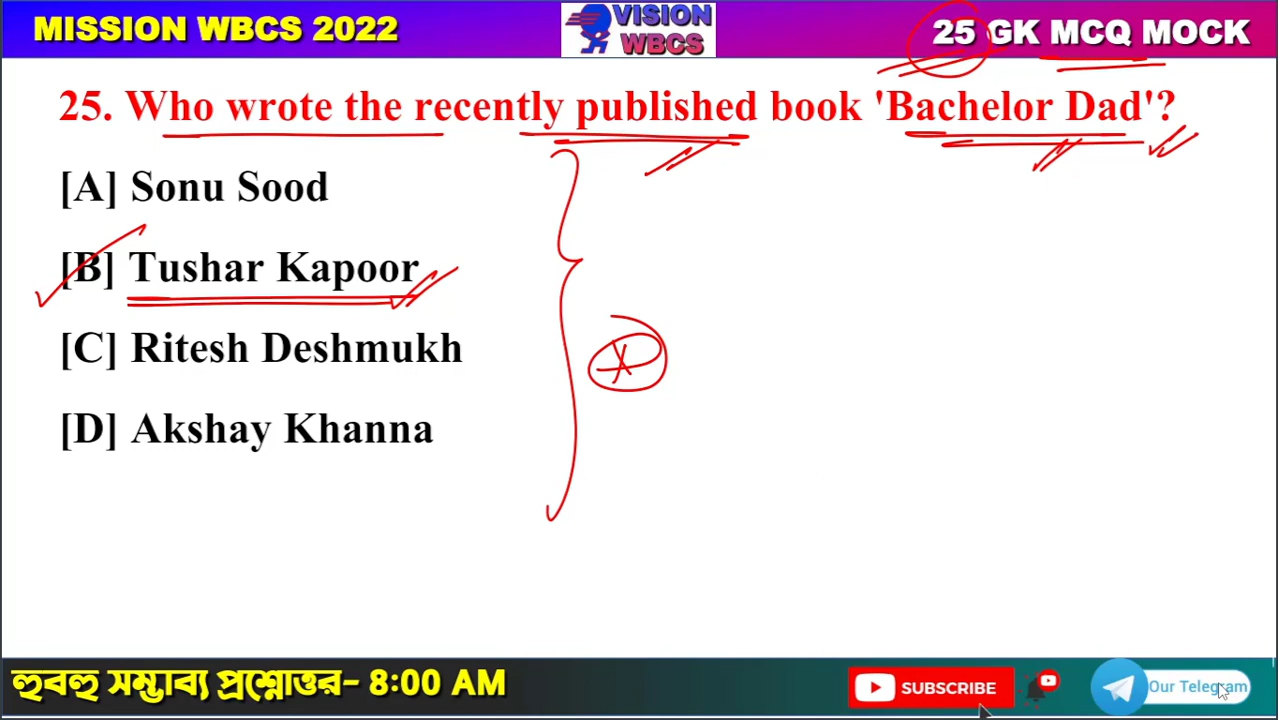 MISSION WBCS 2022
VISION
WBCS
25 GK MCQ MOCK
25. Who wrote the recently published book 'Bachelor Dad'?
[A] Sonu Sood
[B] Tushar Kapoor
[C] Ritesh Deshmukh
[D] Akshay Khanna
হুবহু সম্ভাব্য প্রশ্নোত্তর- 8:00 AM
SUBSCRIBE
Our Telegram